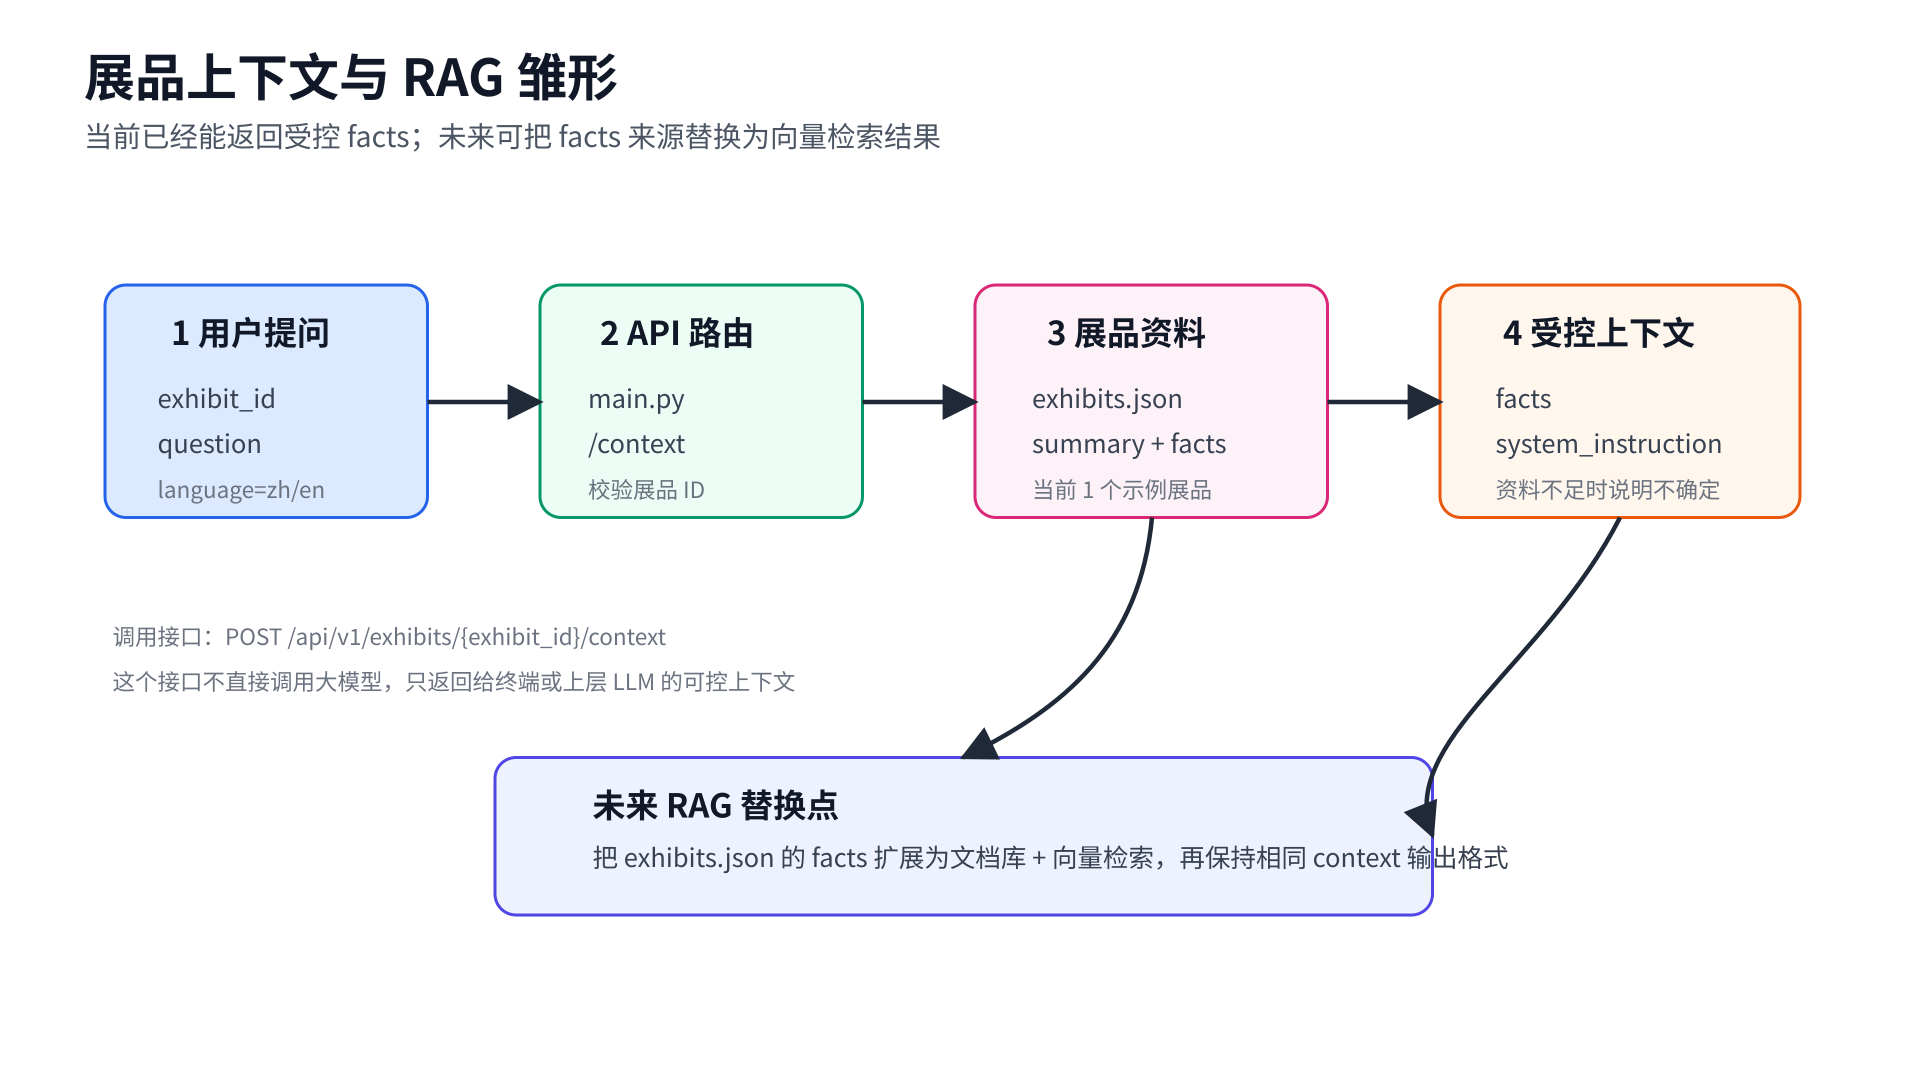 展品上下文与 RAG 雏形
当前已经能返回受控 facts；未来可把 facts 来源替换为向量检索结果
1 用户提问
exhibit_id
question
language=zh/en
2 API 路由
main.py
/context
校验展品 ID
3 展品资料
exhibits.json
summary + facts
当前 1 个示例展品
4 受控上下文
facts
system_instruction
资料不足时说明不确定
调用接口：POST /api/v1/exhibits/{exhibit_id}/context
这个接口不直接调用大模型，只返回给终端或上层 LLM 的可控上下文
未来 RAG 替换点
把 exhibits.json 的 facts 扩展为文档库 + 向量检索，再保持相同 context 输出格式